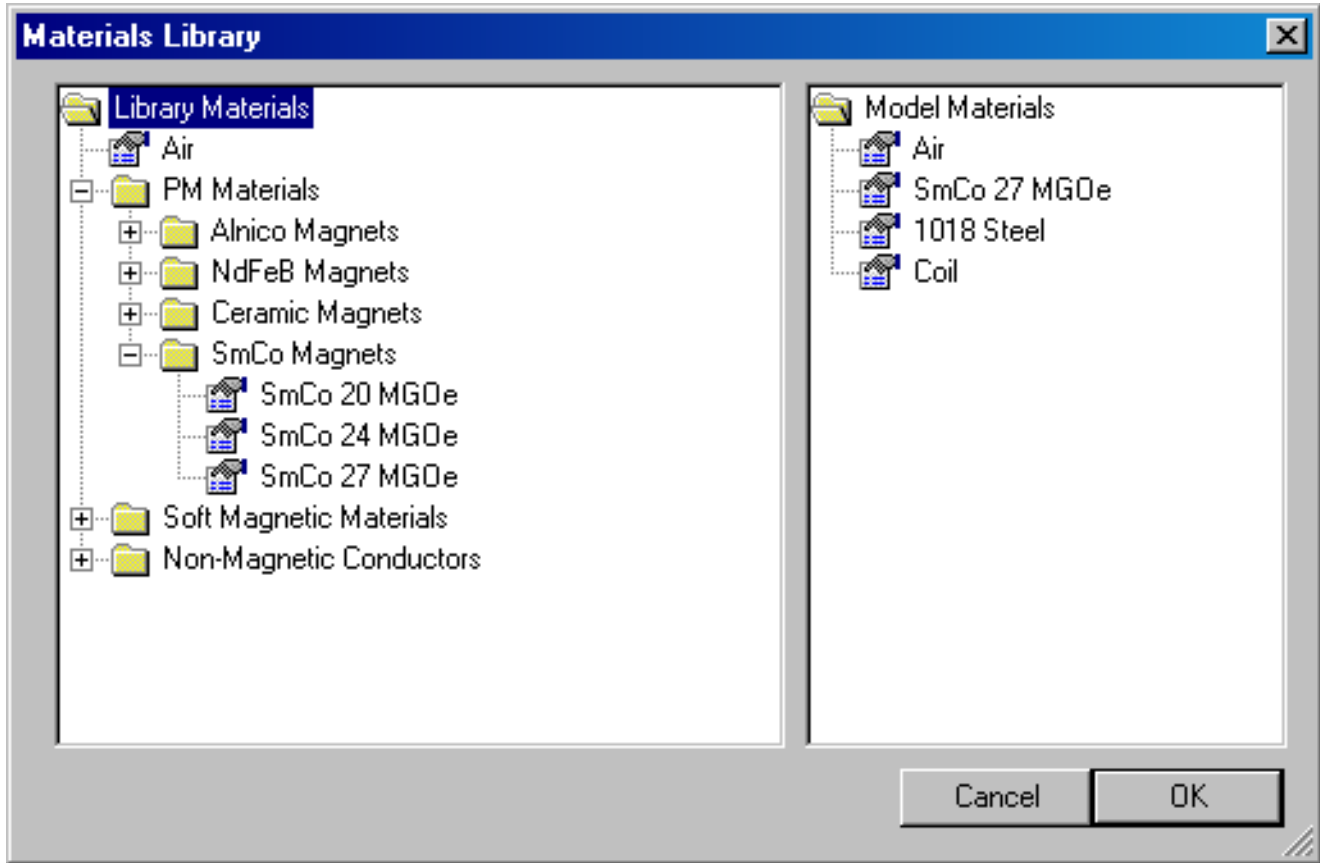 Materials Library
Library Materials
Air
PM Materials
Alnico Magnets
NdFeB Magnets
Ceramic Magnets
SmCo Magnets
SmCo 20 MGOe
SmCo 24 MGOe
SmCo 27 MGOe
Soft Magnetic Materials
Non-Magnetic Conductors
Model Materials
Air
SmCo 27 MGOe
1018 Steel
Coil
Cancel
OK